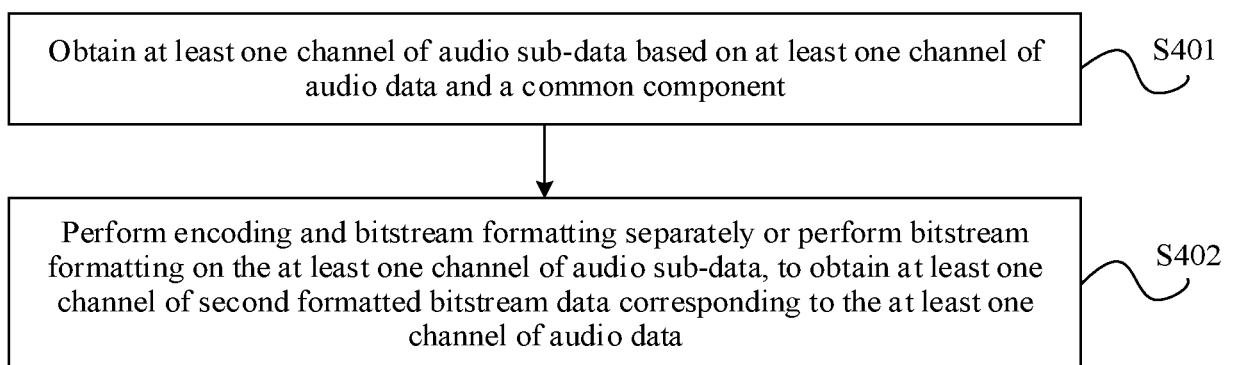 Obtain at least one channel of audio sub-data based on at least one channel of
audio data and a common component
S401
Perform encoding and bitstream formatting separately or perform bitstream
formatting on the at least one channel of audio sub-data, to obtain at least one
channel of second formatted bitstream data corresponding to the at least one
channel of audio data
S402